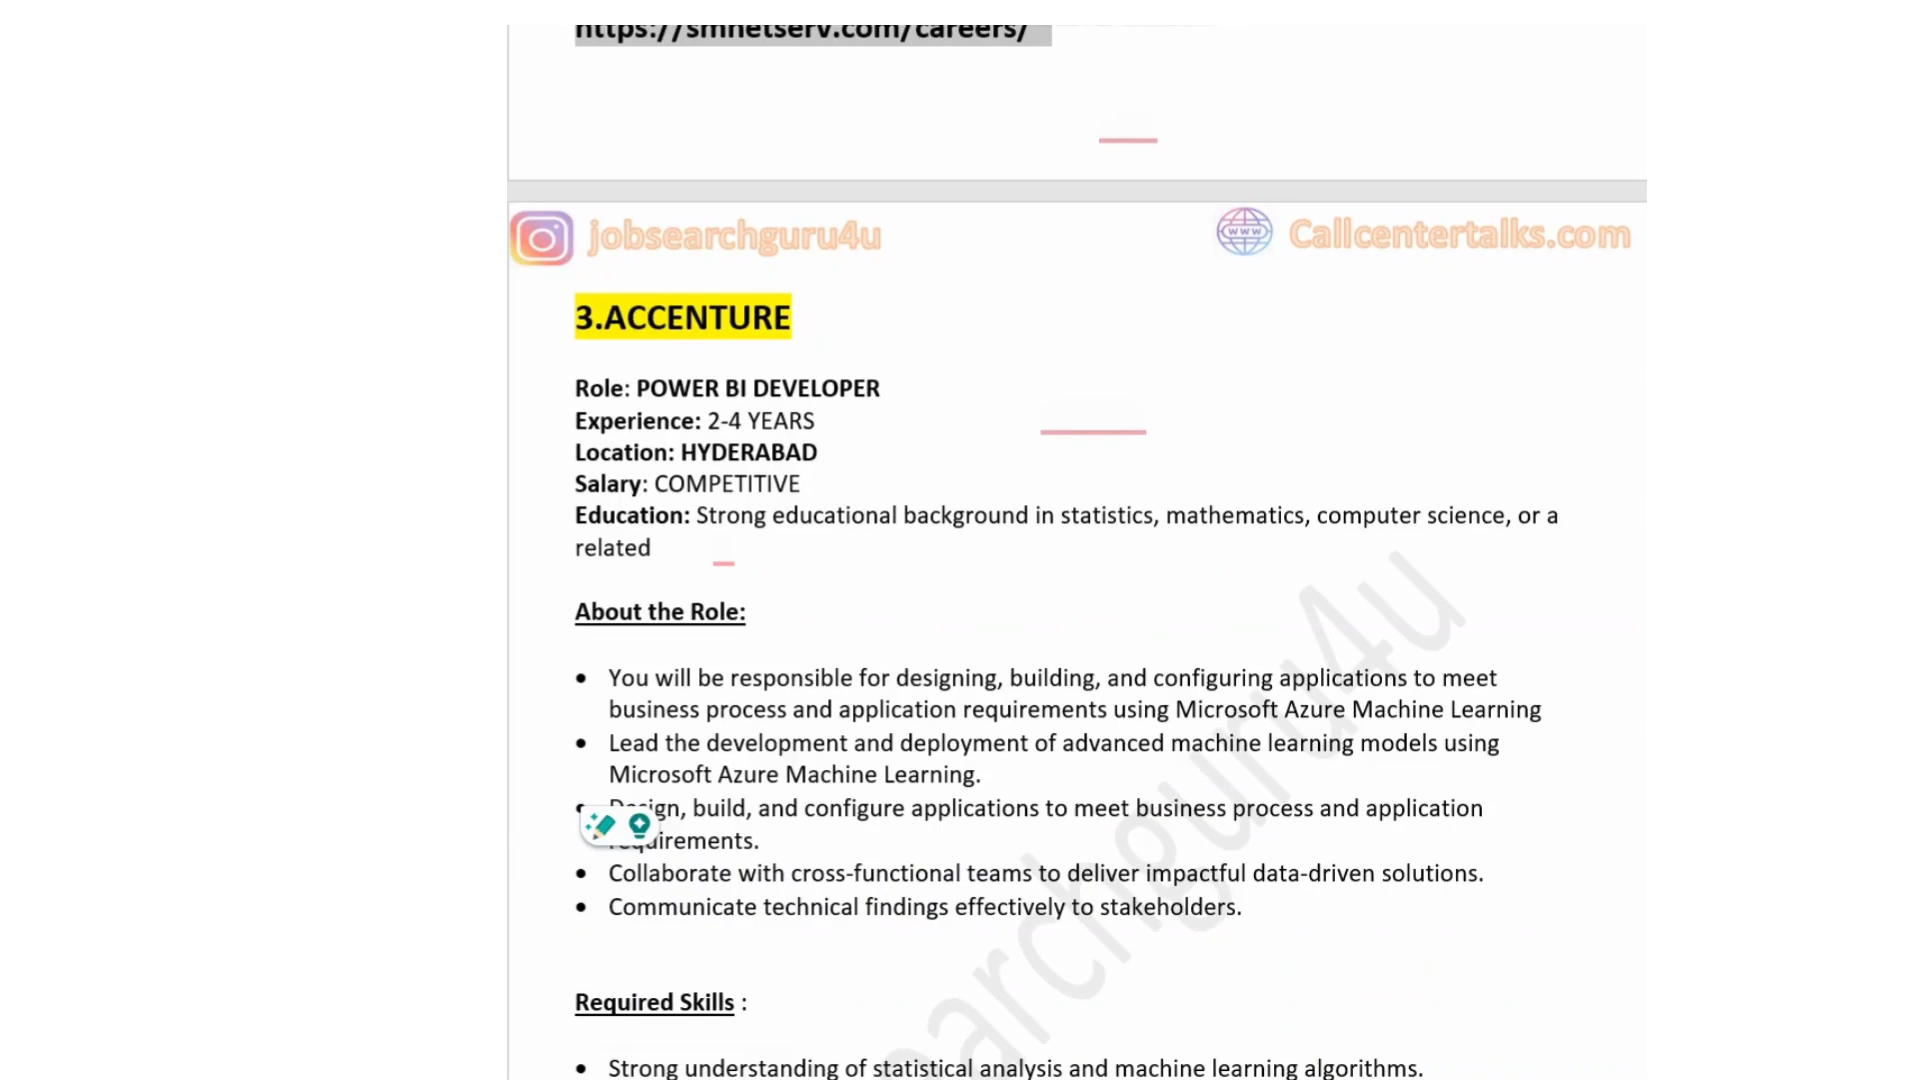 https://smnetserv.com/careers/
jobsearchguru4u
www
Callcentertalks.com
3.ACCENTURE
Role: POWER BI DEVELOPER
Experience: 2-4 YEARS
Location: HYDERABAD
Salary: COMPETITIVE
Education: Strong educational background in statistics, mathematics, computer science, or a
related
About the Role:
• You will be responsible for designing, building, and configuring applications to meet
business process and application requirements using Microsoft Azure Machine Learning
• Lead the development and deployment of advanced machine learning models using
Microsoft Azure Machine Learning.
• Design, build, and configure applications to meet business process and application
requirements.
• Collaborate with cross-functional teams to deliver impactful data-driven solutions.
• Communicate technical findings effectively to stakeholders.
Required Skills :
• Strong understanding of statistical analysis and machine learning algorithms.
archguru4u